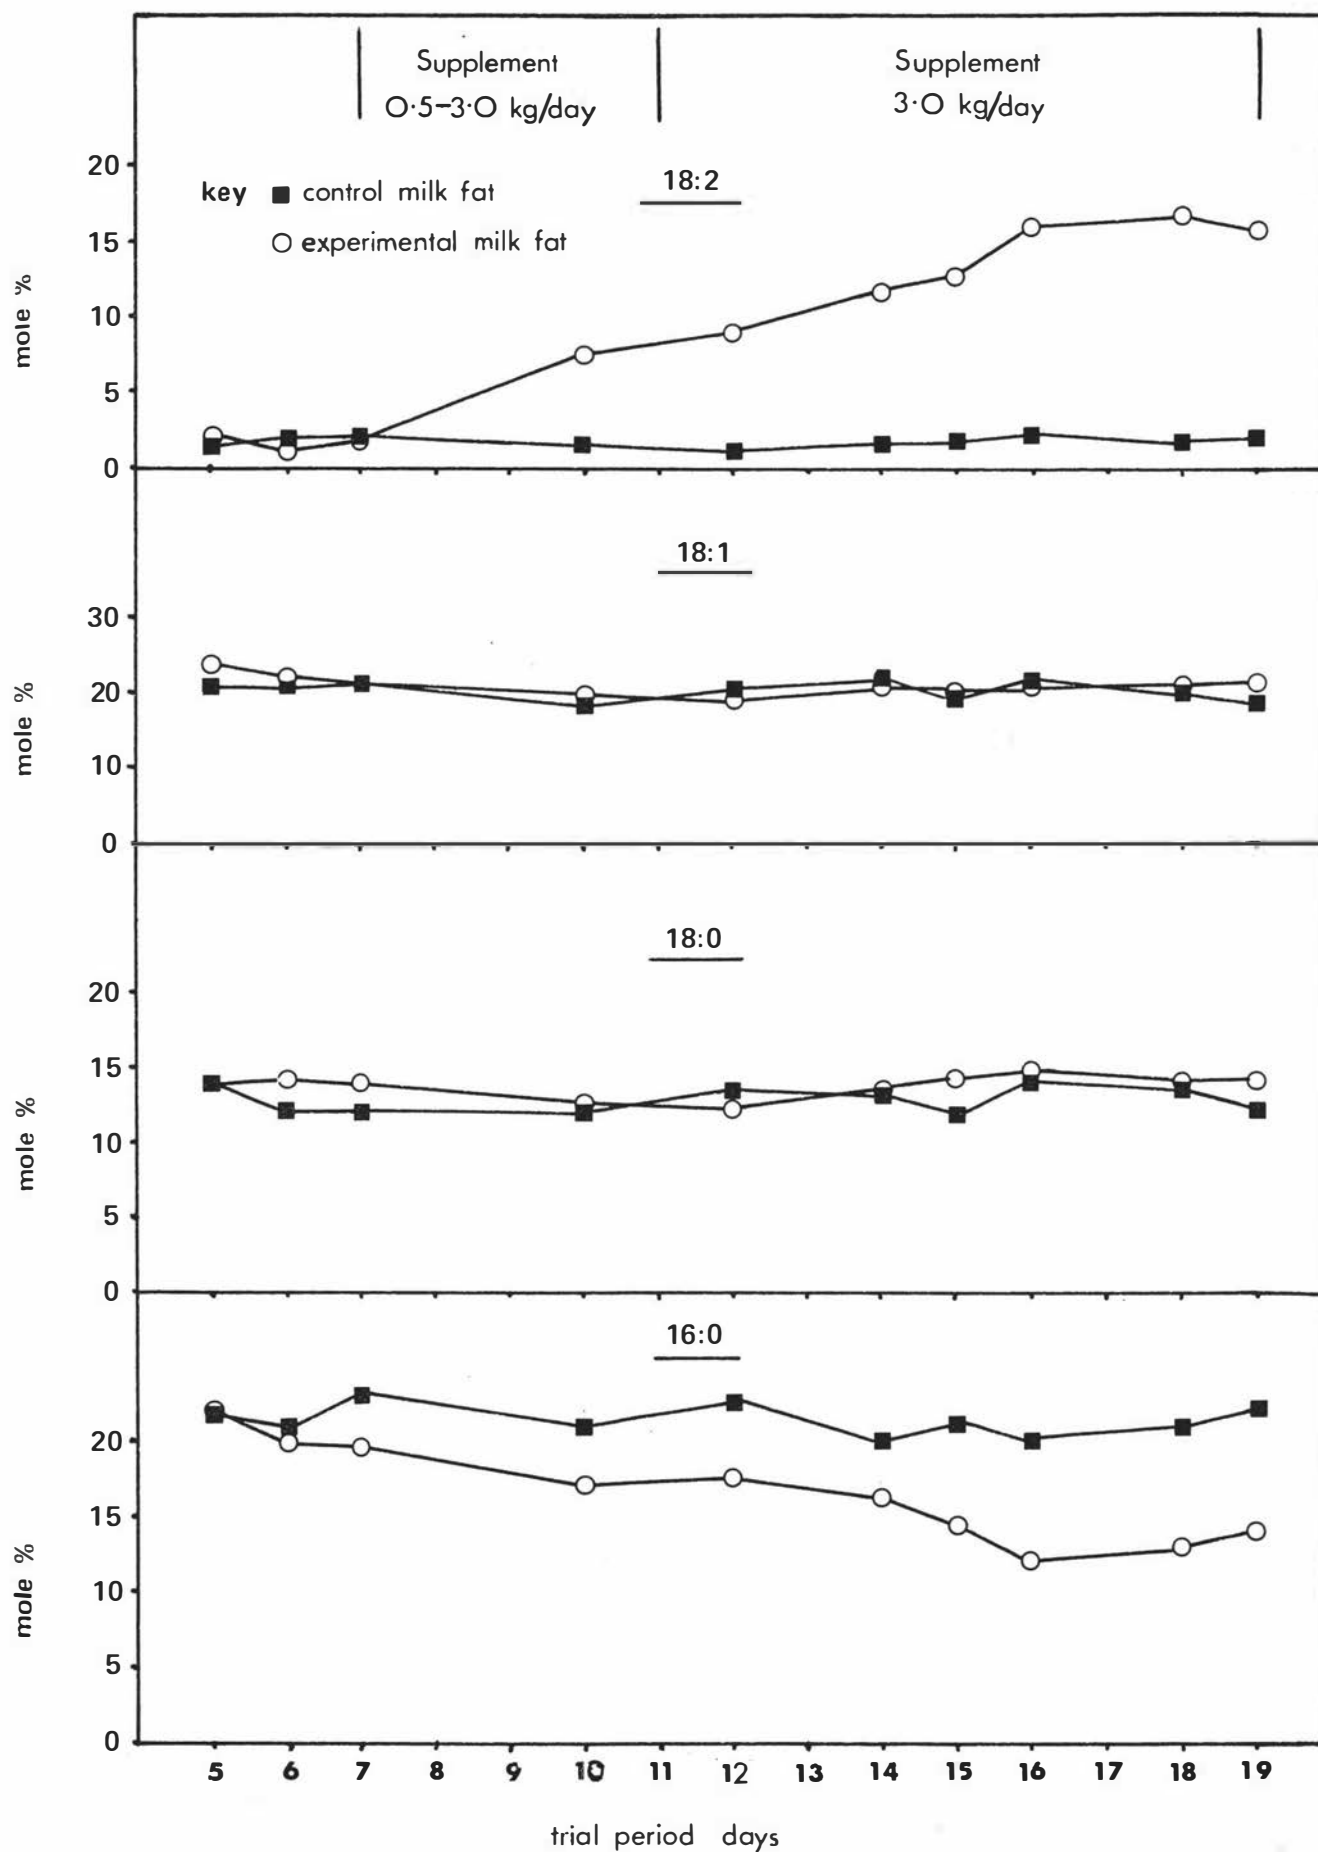 Supplement
0·5-3·0 kg/day
Supplement
3·0 kg/day
key ■ control milk fat
○ experimental milk fat
18:2
20
15
10
5
0
mole %
18:1
30
20
10
0
mole %
18:0
20
15
10
5
0
mole %
16:0
20
15
10
5
0
mole %
5 6 7 8 9 10 11 12 13 14 15 16 17 18 19
trial period days